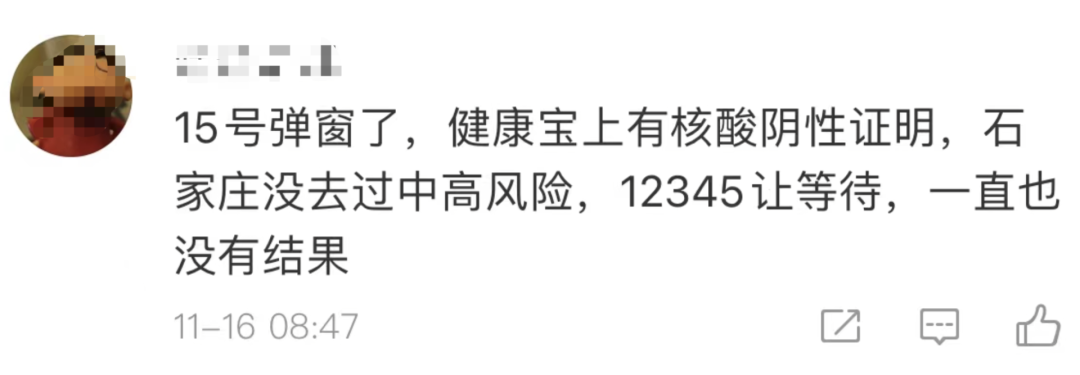 15号弹窗了，健康宝上有核酸阴性证明，石
家庄没去过中高风险，12345让等待，一直也
没有结果
11-16 08:47